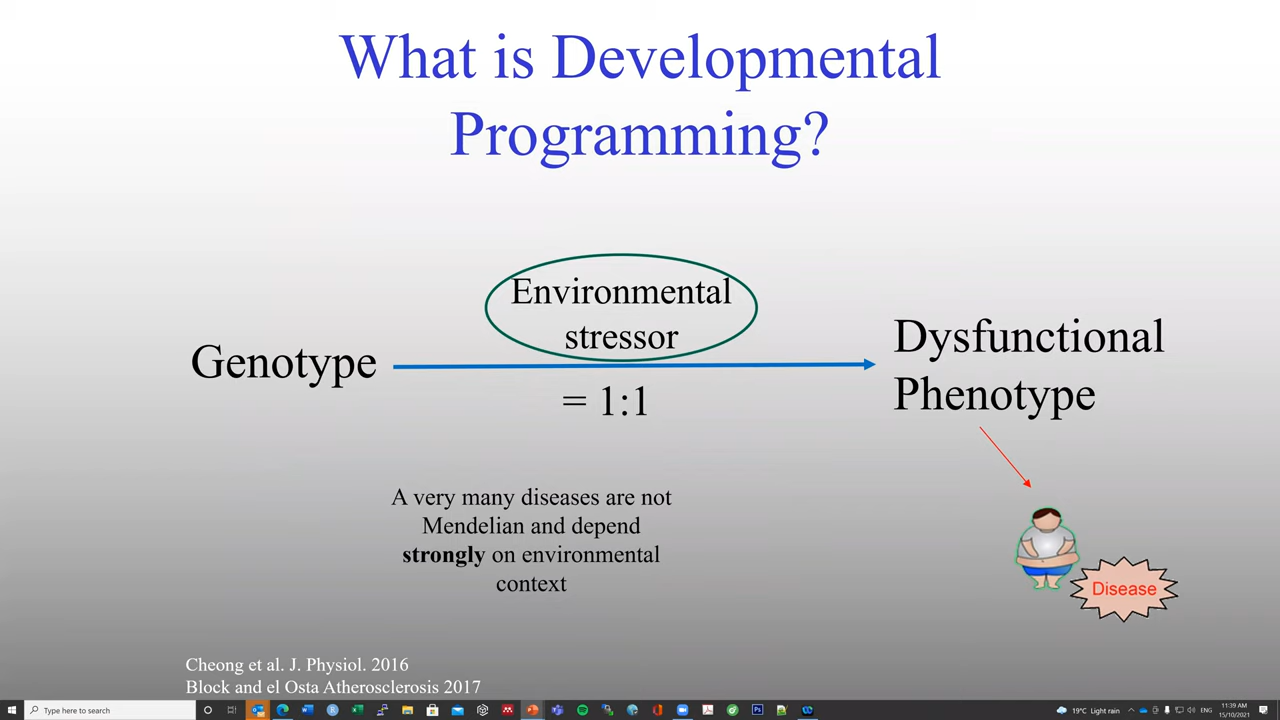 What is Developmental
Programming?
Environmental
stressor
Genotype
= 1:1
Dysfunctional
Phenotype
A very many diseases are not
Mendelian and depend
strongly on environmental
context
Disease
Cheong et al. J. Physiol. 2016
Block and el Osta Atherosclerosis 2017
Type here to search
19°C Light rain
ENG
11:39 AM
15/10/2021